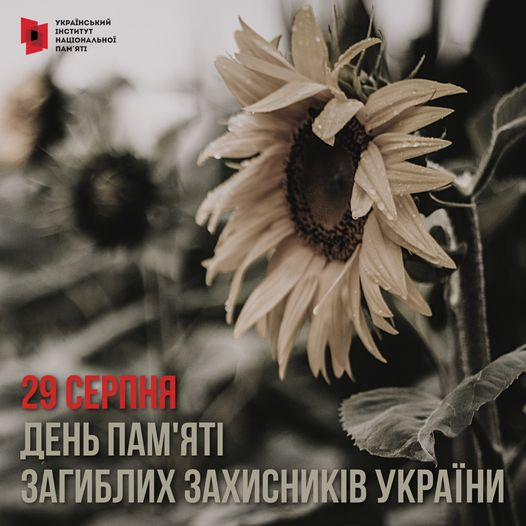 УКРАЇНСЬКИЙ
ІНСТИТУТ
НАЦІОНАЛЬНОЇ
ПАМ'ЯТІ
29 СЕРПНЯ
ДЕНЬ ПАМ'ЯТІ
ЗАГИБЛИХ ЗАХИСНИКІВ УКРАЇНИ